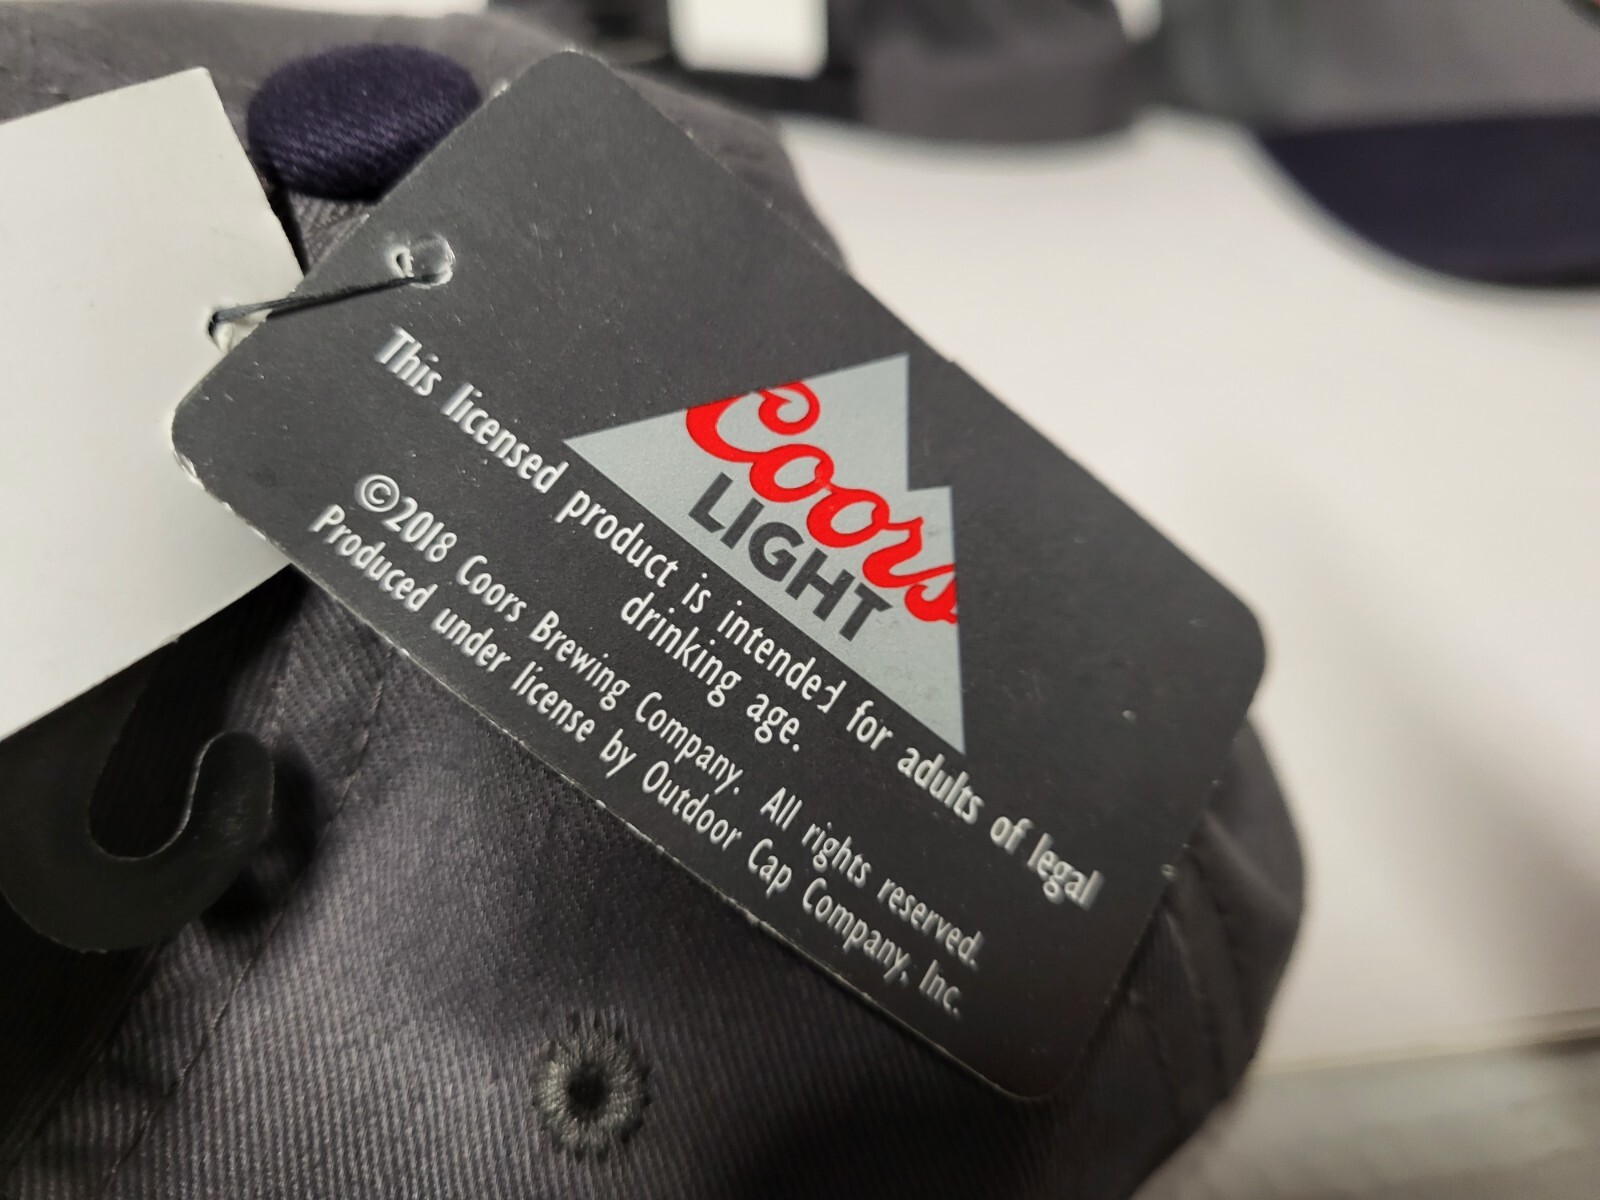 Coors
LIGHT
This licensed product is intended for adults of legal
drinking age.
©2018 Coors Brewing Company. All rights reserved.
Produced under license by Outdoor Cap Company, Inc.